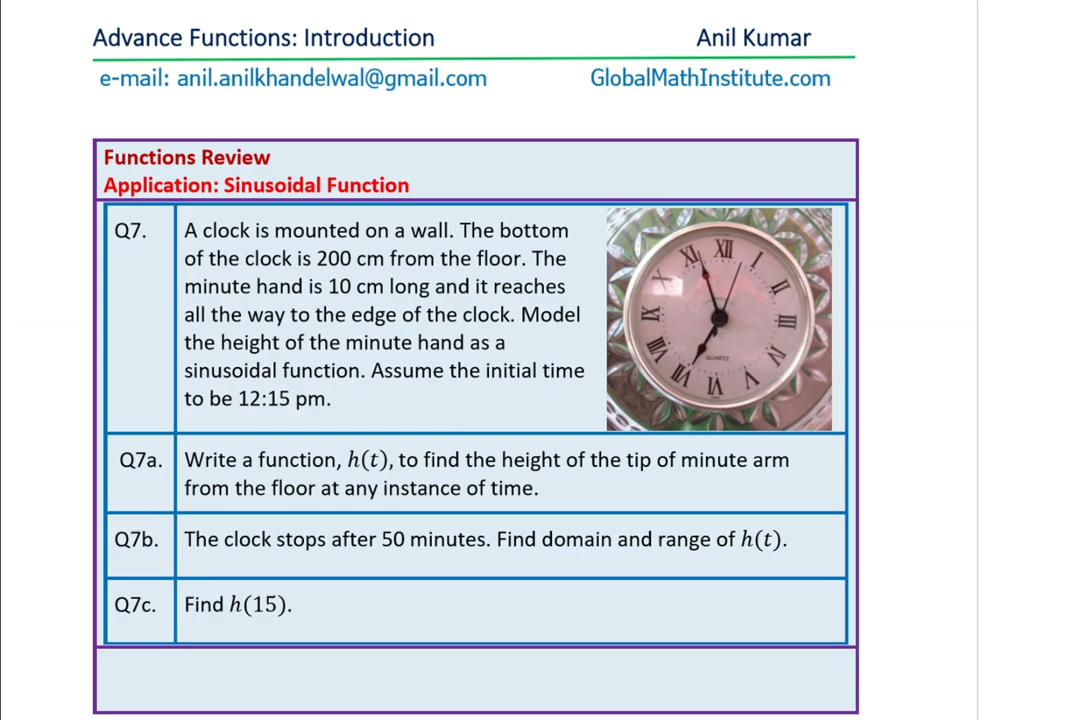 Advance Functions: Introduction Anil Kumar
e-mail: anil.anilkhandelwal@gmail.com GlobalMathInstitute.com
Functions Review
Application: Sinusoidal Function
Q7. A clock is mounted on a wall. The bottom
of the clock is 200 cm from the floor. The
minute hand is 10 cm long and it reaches
all the way to the edge of the clock. Model
the height of the minute hand as a
sinusoidal function. Assume the initial time
to be 12:15 pm.
XII
I
II
III
IV
V
VI
VII
VIII
IX
X
XI
QUARTZ
Q7a. Write a function, h(t), to find the height of the tip of minute arm
from the floor at any instance of time.
Q7b. The clock stops after 50 minutes. Find domain and range of h(t).
Q7c. Find h(15).